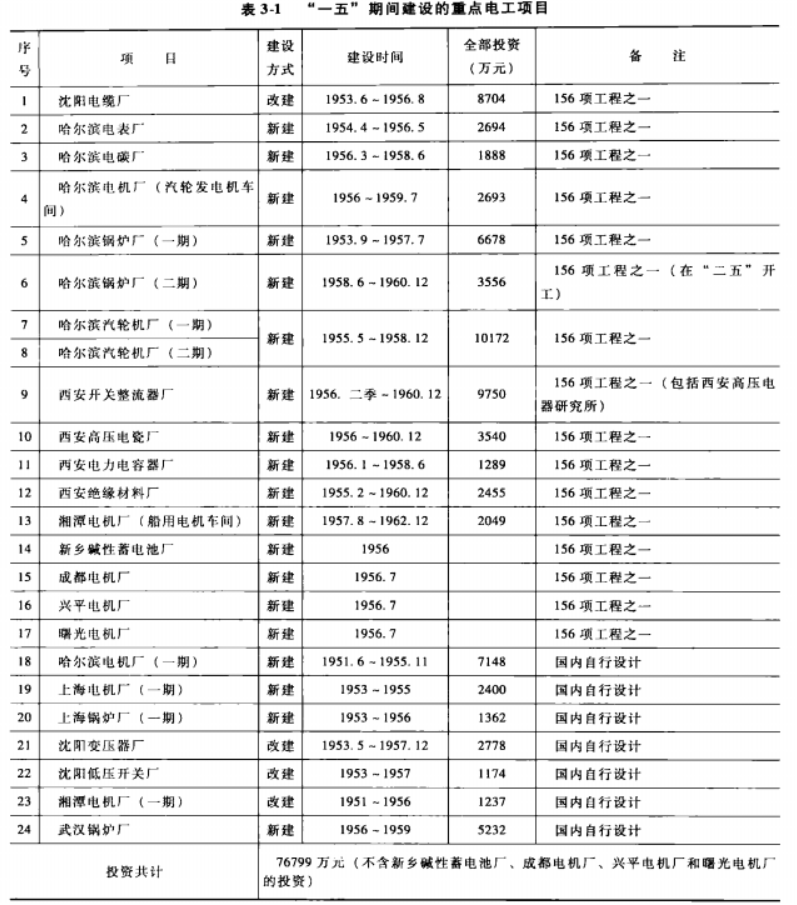 表 3-1 “一五”期间建设的重点电工项目
序号 项 目 建设方式 建设时间 全部投资（万元） 备 注
1 沈阳电缆厂 改建 1953. 6 ~ 1956. 8 8704 156 项工程之一
2 哈尔滨电表厂 新建 1954. 4 ~ 1956. 5 2694 156 项工程之一
3 哈尔滨电碳厂 新建 1956. 3 ~ 1958. 6 1888 156 项工程之一
4 哈尔滨电机厂（汽轮发电机车间） 新建 1956 ~ 1959. 7 2693 156 项工程之一
5 哈尔滨锅炉厂（一期） 新建 1953. 9 ~ 1957. 7 6678 156 项工程之一
6 哈尔滨锅炉厂（二期） 新建 1958. 6 ~ 1960. 12 3556 156 项工程之一（在“二五”开工）
7 哈尔滨汽轮机厂（一期）
新建 1955. 5 ~ 1958. 12 10172 156 项工程之一
8 哈尔滨汽轮机厂（二期）
9 西安开关整流器厂 新建 1956. 二季 ~ 1960. 12 9750 156 项工程之一（包括西安高压电器研究所）
10 西安高压电瓷厂 新建 1956 ~ 1960. 12 3540 156 项工程之一
11 西安电力电容器厂 新建 1956. 1 ~ 1958. 6 1289 156 项工程之一
12 西安绝缘材料厂 新建 1955. 2 ~ 1960. 12 2455 156 项工程之一
13 湘潭电机厂（船用电机车间） 新建 1957. 8 ~ 1962. 12 2049 156 项工程之一
14 新乡碱性蓄电池厂 新建 1956 156 项工程之一
15 成都电机厂 新建 1956. 7 156 项工程之一
16 兴平电机厂 新建 1956. 7 156 项工程之一
17 曙光电机厂 新建 1956. 7 156 项工程之一
18 哈尔滨电机厂（一期） 新建 1951. 6 ~ 1955. 11 7148 国内自行设计
19 上海电机厂（一期） 新建 1953 ~ 1955 2400 国内自行设计
20 上海锅炉厂（一期） 新建 1953 ~ 1956 1362 国内自行设计
21 沈阳变压器厂 改建 1953. 5 ~ 1957. 12 2778 国内自行设计
22 沈阳低压开关厂 改建 1953 ~ 1957 1174 国内自行设计
23 湘潭电机厂（一期） 改建 1951 ~ 1956 1237 国内自行设计
24 武汉锅炉厂 新建 1956 ~ 1959 5232 国内自行设计
投资共计 76799 万元（不含新乡碱性蓄电池厂、成都电机厂、兴平电机厂和曙光电机厂的投资）